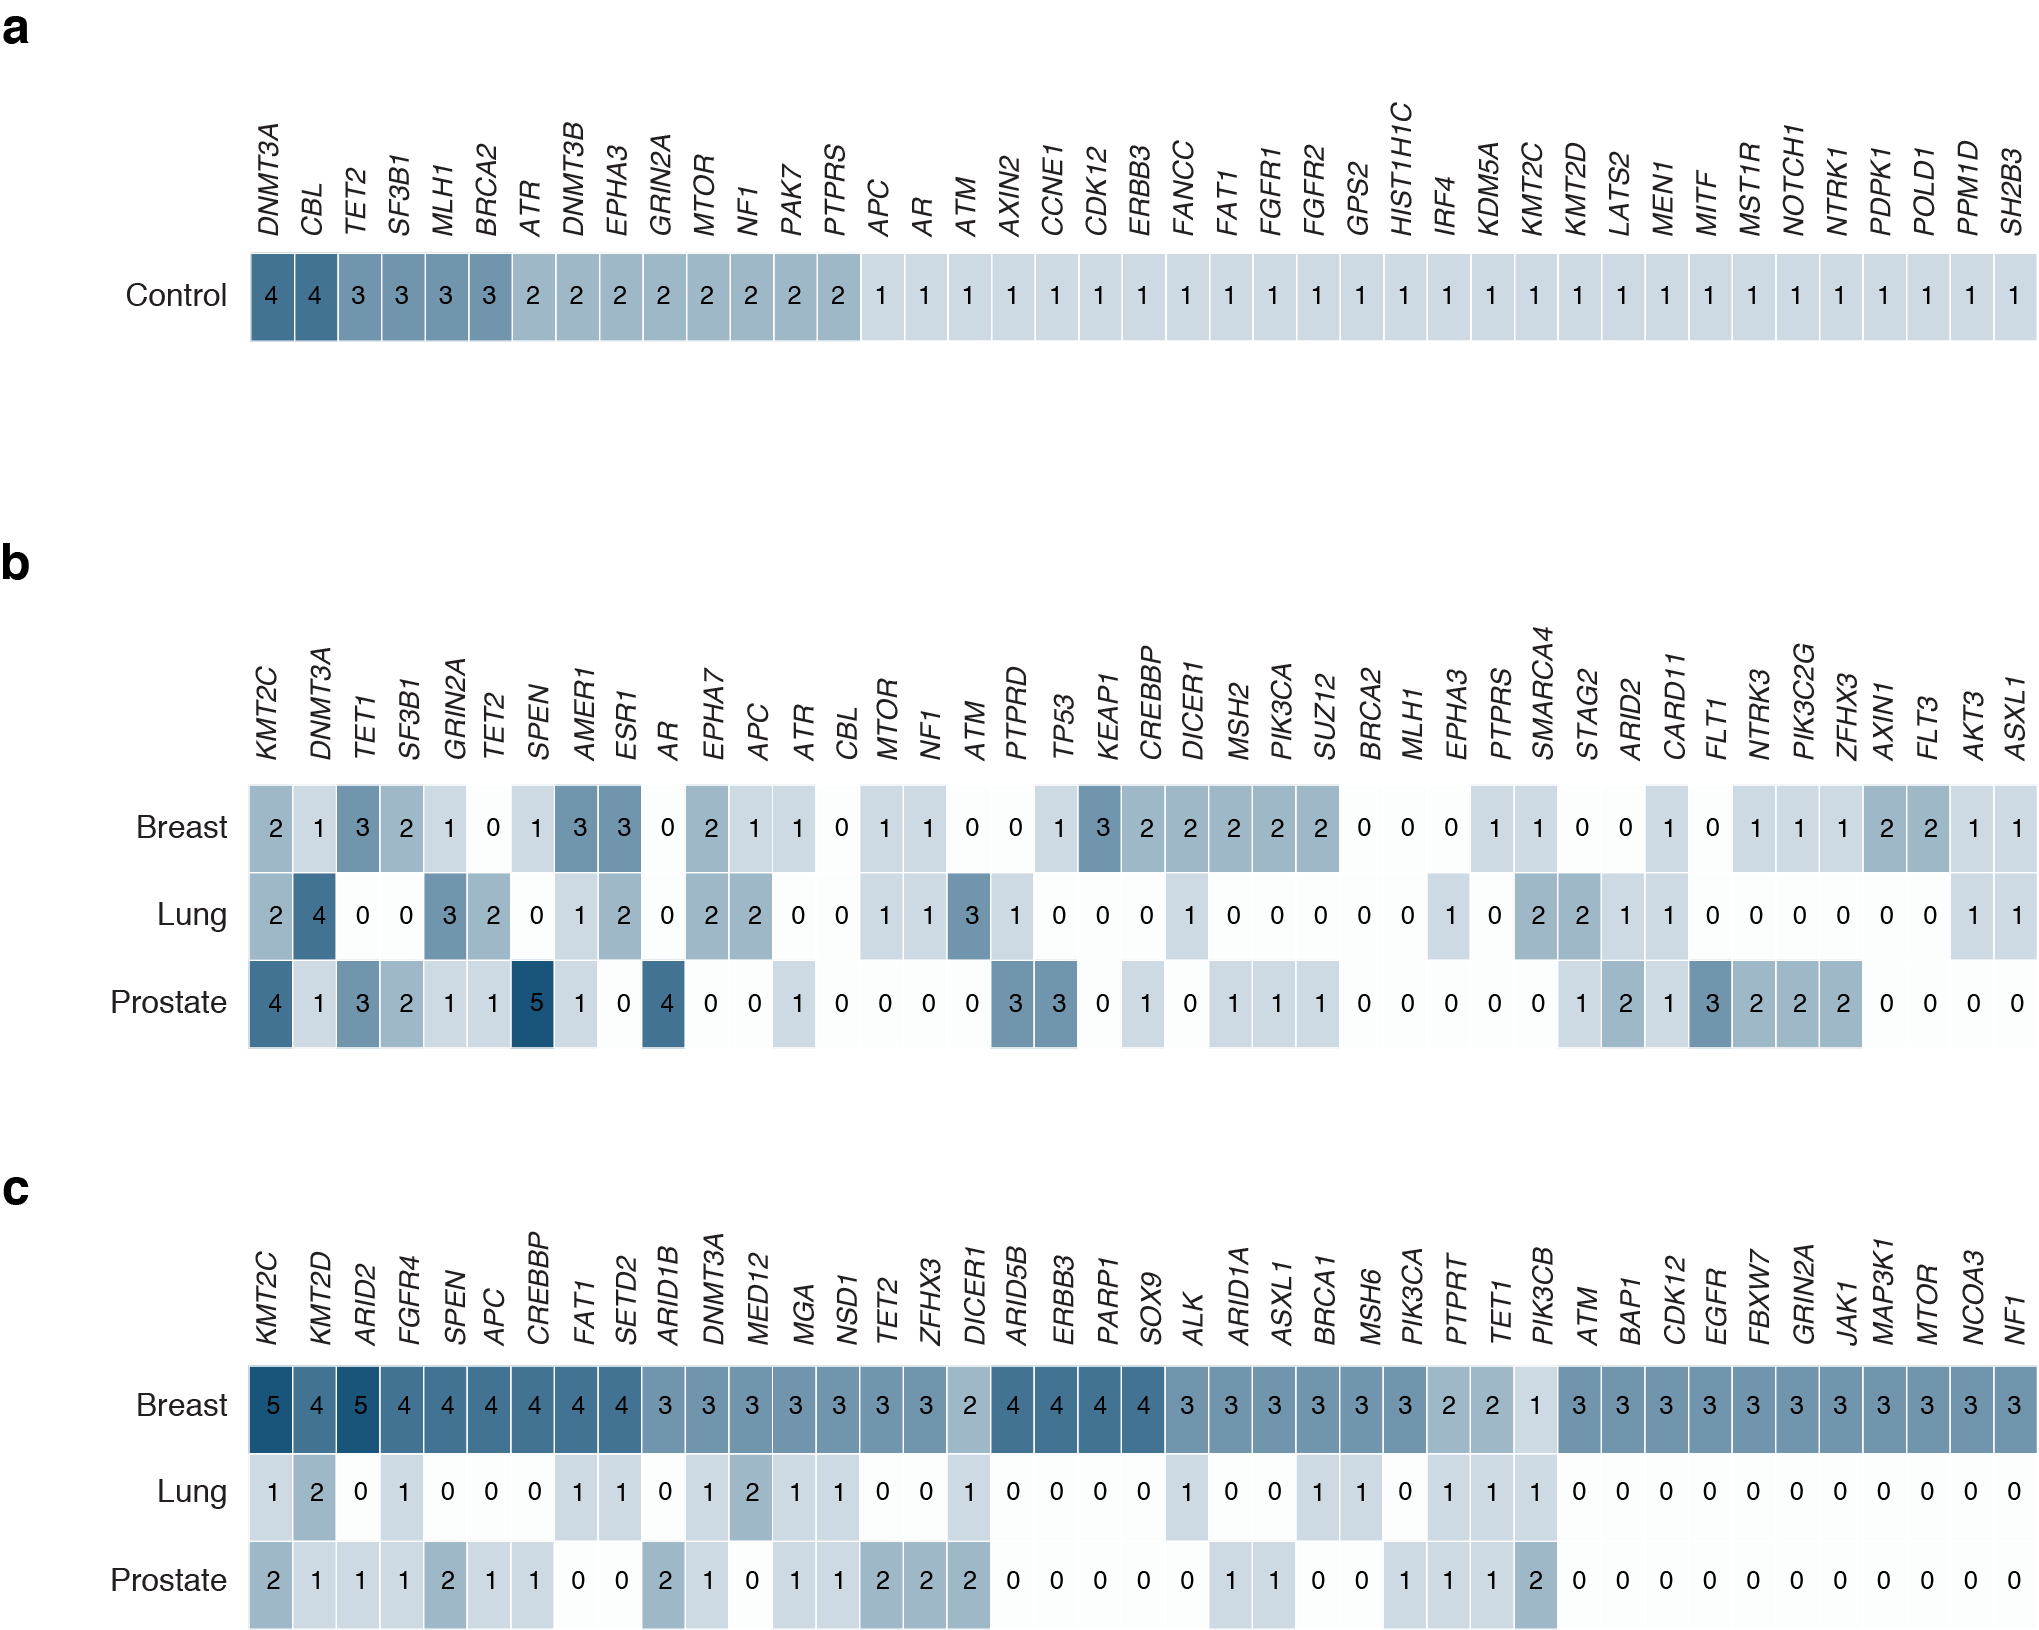 a
DNMT3A CBL TET2 SF3B1 MLH1 BRCA2 ATR DNMT3B EPHA3 GRIN2A MTOR NF1 PAK7 PTPRS APC AR ATM AXIN2 CCNE1 CDK12 ERBB3 FANCC FAT1 FGFR1 FGFR2 GPS2 HIST1H1C IRF4 KDM5A KMT2C KMT2D LATS2 MEN1 MITF MST1R NOTCH1 NTRK1 PDPK1 POLD1 PPM1D SH2B3
Control 4 4 3 3 3 3 2 2 2 2 2 2 2 2 1 1 1 1 1 1 1 1 1 1 1 1 1 1 1 1 1 1 1 1 1 1 1 1 1 1 1
b
KMT2C DNMT3A TET1 SF3B1 GRIN2A TET2 SPEN AMER1 ESR1 AR EPHA7 APC ATR CBL MTOR NF1 ATM PTPRD TP53 KEAP1 CREBBP DICER1 MSH2 PIK3CA SUZ12 BRCA2 MLH1 EPHA3 PTPRS SMARCA4 STAG2 ARID2 CARD11 FLT1 NTRK3 PIK3C2G ZFHX3 AXIN1 FLT3 AKT3 ASXL1
Breast 2 1 3 2 1 0 1 3 3 0 2 1 1 0 1 1 0 0 1 3 2 2 2 2 2 0 0 0 1 1 0 0 1 0 1 1 1 2 2 1 1
Lung 2 4 0 0 3 2 0 1 2 0 2 2 0 0 1 1 3 1 0 0 0 1 0 0 0 0 0 1 0 2 2 1 1 0 0 0 0 0 0 1 1
Prostate 4 1 3 2 1 1 5 1 0 4 0 0 1 0 0 0 0 3 3 0 1 0 1 1 1 0 0 0 0 0 1 2 1 3 2 2 2 0 0 0 0
c
KMT2C KMT2D ARID2 FGFR4 SPEN APC CREBBP FAT1 SETD2 ARID1B DNMT3A MED12 MGA NSD1 TET2 ZFHX3 DICER1 ARID5B ERBB3 PARP1 SOX9 ALK ARID1A ASXL1 BRCA1 MSH6 PIK3CA PTPRT TET1 PIK3CB ATM BAP1 CDK12 EGFR FBXW7 GRIN2A JAK1 MAP3K1 MTOR NCOA3 NF1
Breast 5 4 5 4 4 4 4 4 4 3 3 3 3 3 3 3 2 4 4 4 4 3 3 3 3 3 3 2 2 1 3 3 3 3 3 3 3 3 3 3 3
Lung 1 2 0 1 0 0 0 1 1 0 1 2 1 1 0 0 1 0 0 0 0 1 0 0 1 1 0 1 1 1 0 0 0 0 0 0 0 0 0 0 0
Prostate 2 1 1 1 2 1 1 0 0 2 1 0 1 1 2 2 2 0 0 0 0 0 1 1 0 0 1 1 1 2 0 0 0 0 0 0 0 0 0 0 0